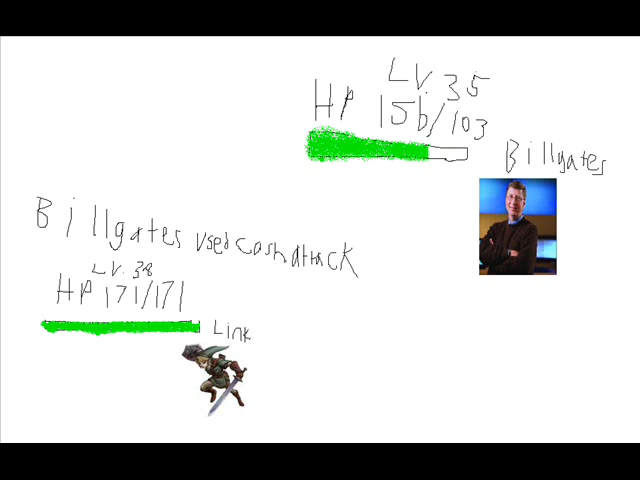 LV. 35
HP 156/103
Billgates
Billgates used cash attack
LV. 38
HP 171/171
Link